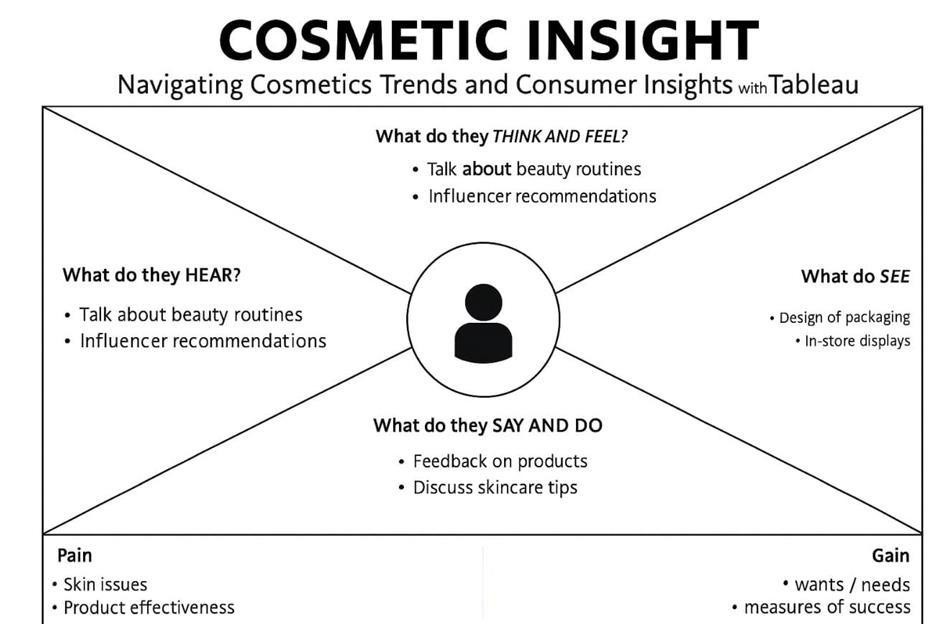 COSMETIC INSIGHT
Navigating Cosmetics Trends and Consumer Insights with Tableau
What do they THINK AND FEEL?
• Talk about beauty routines
• Influencer recommendations
What do they HEAR?
• Talk about beauty routines
• Influencer recommendations
What do SEE
• Design of packaging
• In-store displays
What do they SAY AND DO
• Feedback on products
• Discuss skincare tips
Pain
• Skin issues
• Product effectiveness
Gain
• wants / needs
• measures of success